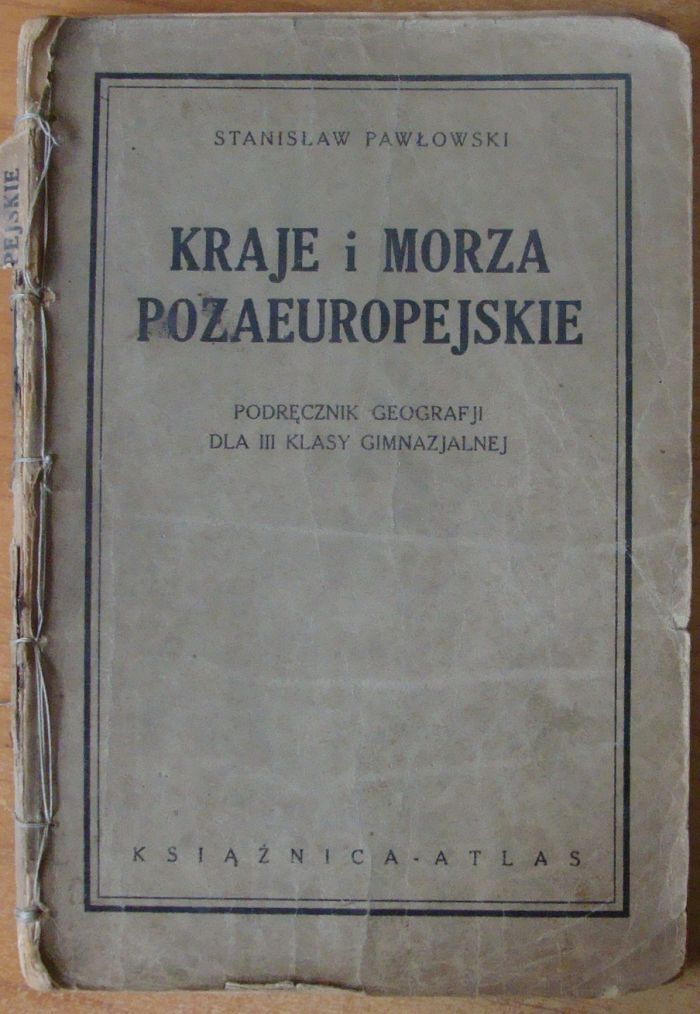 STANISŁAW PAWŁOWSKI
KRAJE i MORZA
POZAEUROPEJSKIE
PODRĘCZNIK GEOGRAFJI
DLA III KLASY GIMNAZJALNEJ
KSIĄŻNICA-ATLAS
PEJSKIE